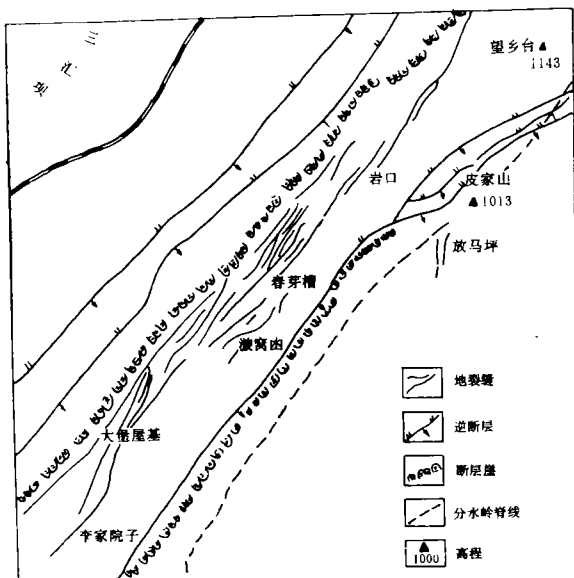 望乡台
1143
岩口
皮家山
1013
放马坪
春芽槽
漩窝凼
大偅屋基
李家院子
地裂缝
逆断层
断层崖
分水岭脊线
1000
高程